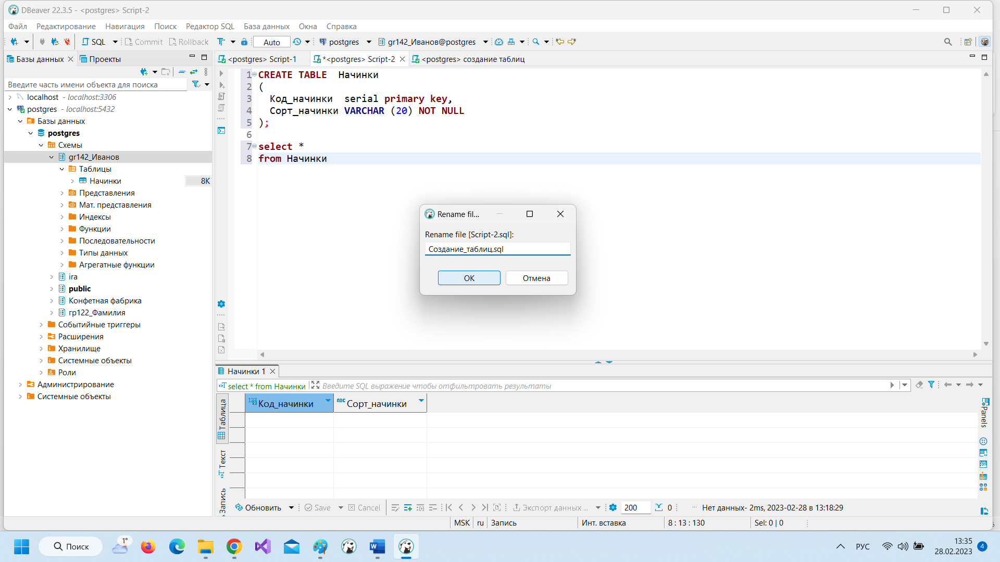 DBeaver 22.3.5 - <postgres> Script-2
Файл Редактирование Навигация Поиск Редактор SQL База данных Окна Справка
SQL Commit Rollback Auto postgres gr142_Иванов@postgres
Базы данных Проекты
<postgres> Script-1 *<postgres> Script-2 <postgres> создание таблиц
Введите часть имени объекта для поиска
localhost - localhost:3306
postgres - localhost:5432
Базы данных
postgres
Схемы
gr142_Иванов
Таблицы
Начинки 8K
Представления
Мат. представления
Индексы
Функции
Последовательности
Типы данных
Агрегатные функции
ira
public
Конфетная фабрика
гр122_Фамилия
Событийные триггеры
Расширения
Хранилище
Системные объекты
Роли
Администрирование
Системные объекты
1 CREATE TABLE Начинки
2 (
3 Код_начинки serial primary key,
4 Сорт_начинки VARCHAR (20) NOT NULL
5 );
6
7 select *
8 from Начинки
Rename fil...
Rename file [Script-2.sql]:
Создание_таблиц.sql
OK Отмена
Начинки 1
select * from Начинки Введите SQL выражение чтобы отфильтровать результаты
Таблица
Текст
Запись
123 Код_начинки ABC Сорт_начинки
Panels
Обновить Save Cancel Экспорт данных ... 200 0 Нет данных- 2ms, 2023-02-28 в 13:18:29
MSK ru Запись Инт. вставка 8 : 13 : 130 Sel: 0 | 0
Поиск
1°
РУС
13:35
28.02.2023
4